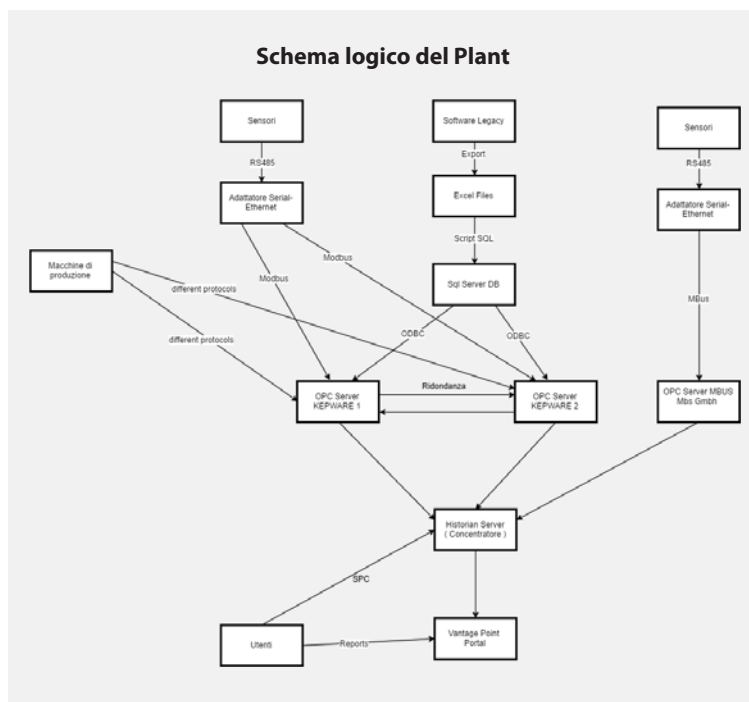 Schema logico del Plant
Sensori
Software Legacy
Sensori
RS485
Export
RS485
Adattatore Serial-
Ethernet
Excel Files
Adattatore Serial-
Ethernet
Script SQL
Macchine di
produzione
Modbus
Modbus
different protocols
Sql Server DB
MBus
different protocols
ODBC
ODBC
OPC Server
KEPWARE 1
Ridondanza
OPC Server
KEPWARE 2
OPC Server MBUS
Mbs Gmbh
Historian Server
( Concentratore )
SPC
Utenti
Reports
Vantage Point
Portal